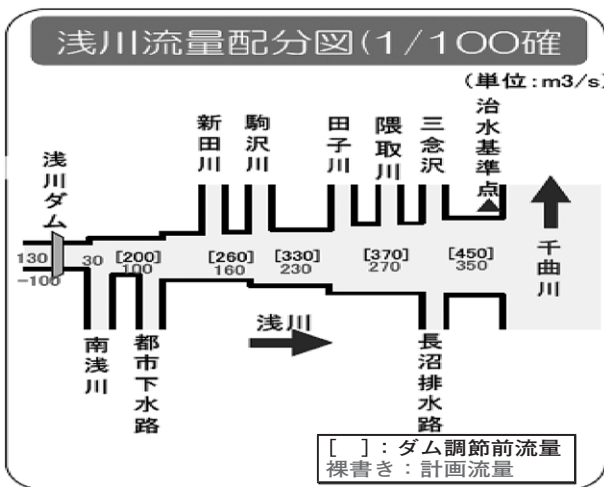 浅川流量配分図(1/100確
(単位:m3/s)
治水基準点
新田川
駒沢川
田子川
隈取川
三念沢
浅川ダム
千曲川
130
-100
30
[200]
100
[260]
160
[330]
230
[370]
270
[450]
350
浅川
南浅川
都市下水路
長沼排水路
[ ]:ダム調節前流量
裸書き:計画流量